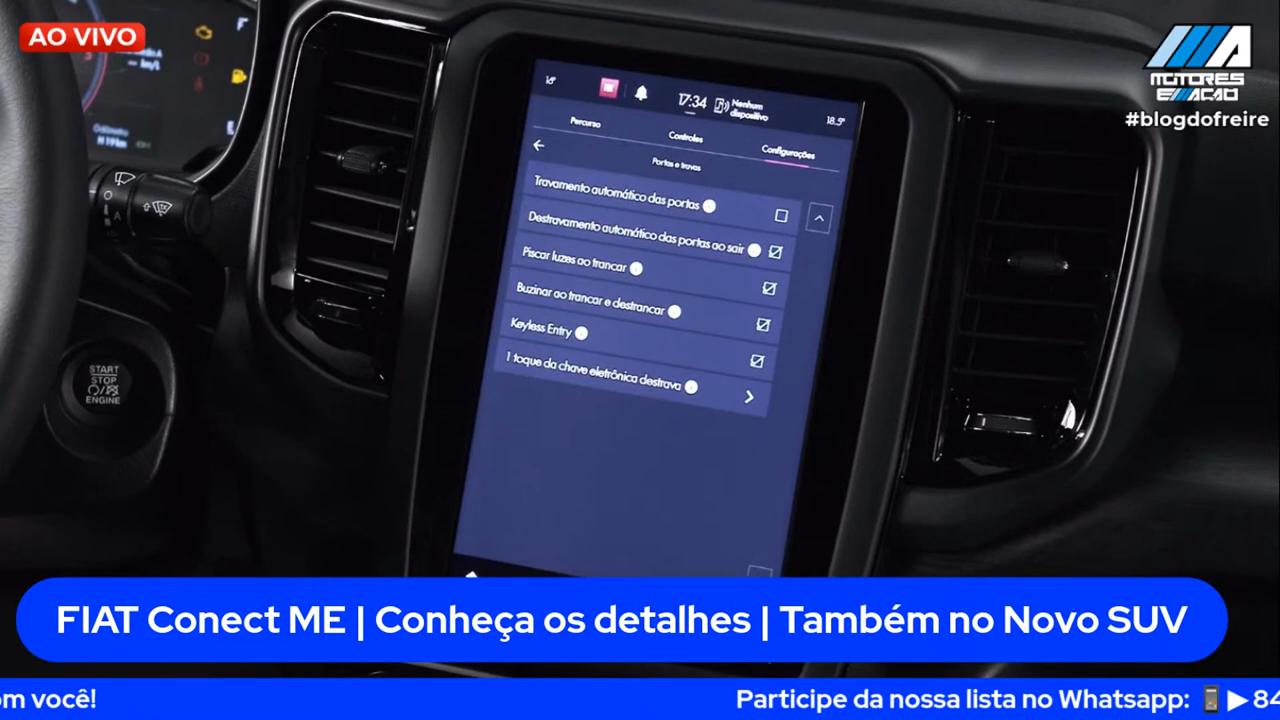 AO VIVO
MOTORES
EM AÇÃO
#blogdofreire
17:34
Nenhum
dispositivo
18.5°
Percurso
Controles
Configurações
Portas e travas
Travamento automático das portas
Destravamento automático das portas ao sair
Piscar luzes ao trancar
Buzinar ao trancar e destrancar
Keyless Entry
1 toque da chave eletrônica destrava
START
STOP
ENGINE
FIAT Conect ME | Conheça os detalhes | Também no Novo SUV
om você!
Participe da nossa lista no Whatsapp: 📱▶ 84